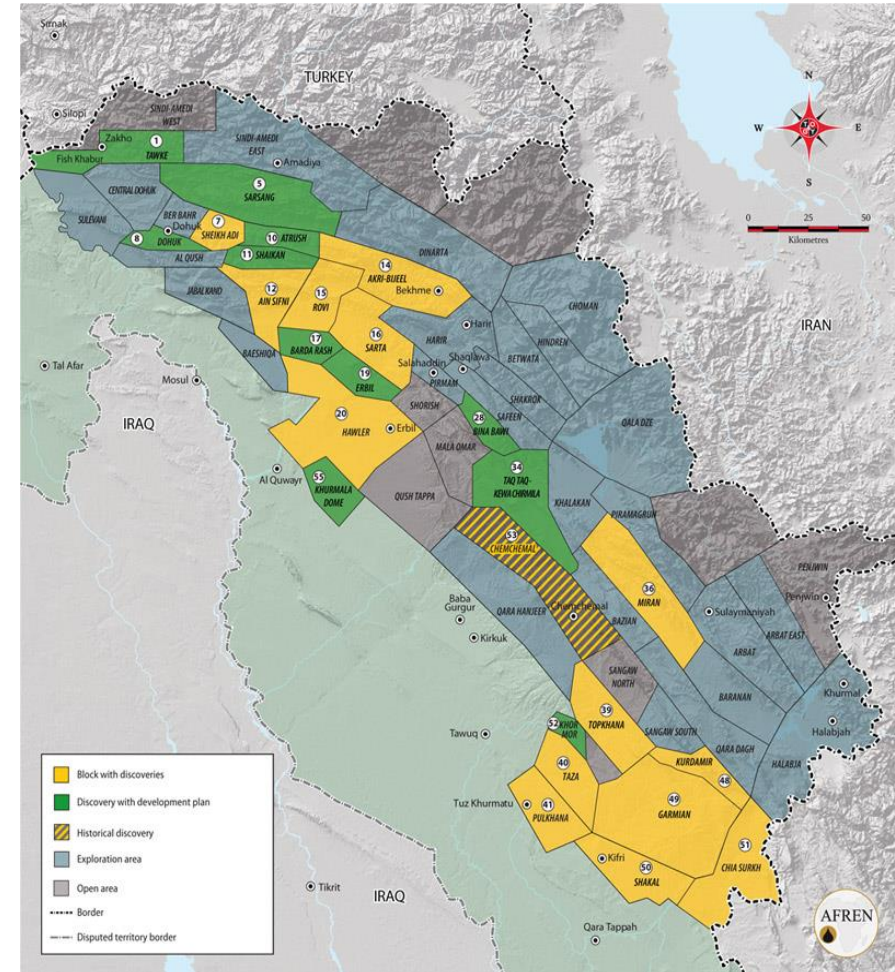 Şırnak
TURKEY
Silopi
SINDI-AMEDI
WEST
Zakho
1
TAWKE
Fish Khabur
SINDI-AMEDI
EAST
Amadiya
N
W
E
S
0
25
50
Kilometres
CENTRAL DOHUK
5
SARSANG
SULEVANI
BER BAHR
Dohuk
7
SHEIKH ADI
8
DOHUK
10
ATRUSH
AL QUSH
11
SHAIKAN
DINARTA
14
AKRI-BIJEEL
Bekhme
JABALKAND
12
AIN SIFNI
15
ROVI
CHOMAN
IRAN
16
SARTA
HARIR
Harir
HINDREN
BETWATA
17
BARDA RASH
BAESHIQA
Salahaddin
Shaqlawa
PIRMAM
Tal Afar
Mosul
19
ERBIL
SHAKROK
SHORISH
SAFEEN
28
BINA BAWI
QALA DZE
IRAQ
20
HAWLER
Erbil
MALA OMAR
34
TAQ TAQ-
KEWACHIRMILA
Al Quwayr
55
KHURMALA
DOME
QUSH TAPPA
KHALAKAN
PIRAMAGRUN
53
CHEMCHEMAL
36
MIRAN
PENJWIN
Penjwin
Baba
Gurgur
Kirkuk
QARA HANJEER
Chemchemal
BAZIAN
Sulaymaniyah
ARBAT EAST
ARBAT
SANGAW
NORTH
BARANAN
Khurmal
Halabjah
39
TOPKHANA
52
KHOR
MOR
Tawuq
SANGAW SOUTH
QARA DAGH
HALABJA
KURDAMIR
48
40
TAZA
41
PULKHANA
Tuz Khurmatu
49
GARMIAN
51
CHIA SURKH
Kifri
50
SHAKAL
Tikrit
IRAQ
Qara Tappah
Block with discoveries
Discovery with development plan
Historical discovery
Exploration area
Open area
Border
Disputed territory border
AFREN